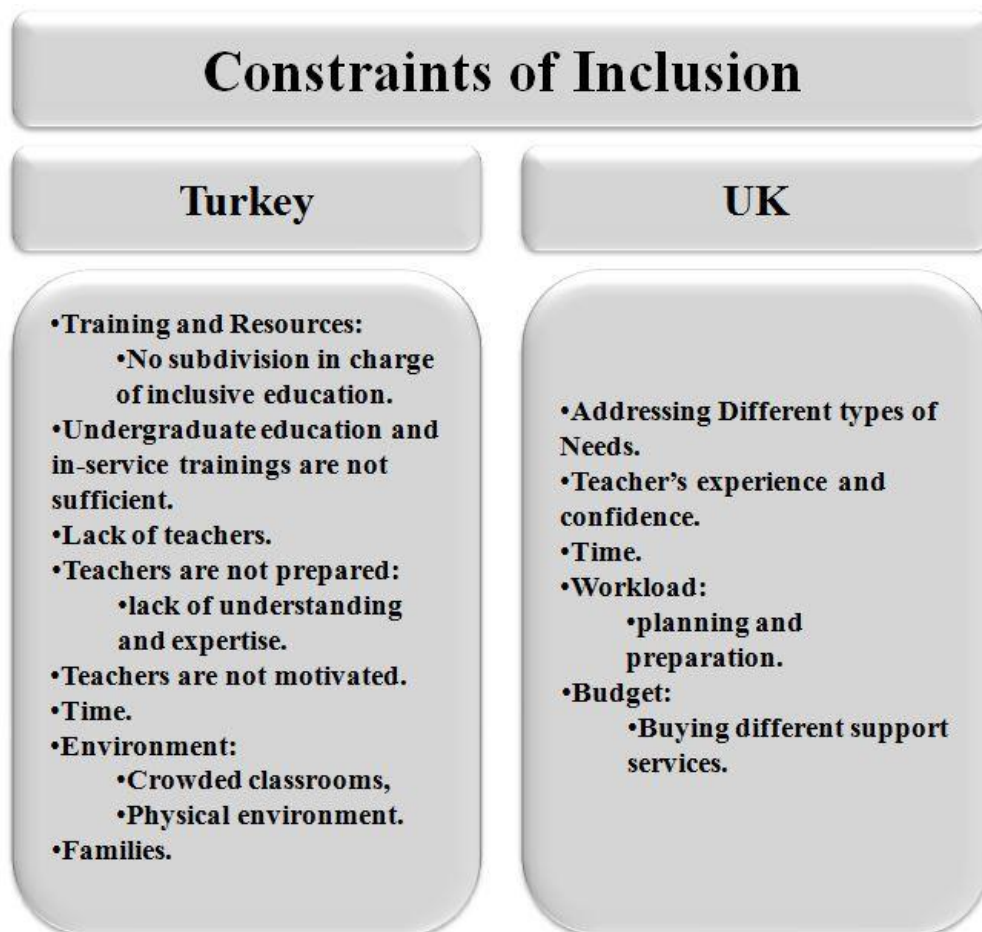 Constraints of Inclusion
Turkey
•Training and Resources:
•No subdivision in charge
of inclusive education.
•Undergraduate education and
in-service trainings are not
sufficient.
•Lack of teachers.
•Teachers are not prepared:
•lack of understanding
and expertise.
•Teachers are not motivated.
•Time.
•Environment:
•Crowded classrooms,
•Physical environment.
•Families.
UK
•Addressing Different types of
Needs.
•Teacher’s experience and
confidence.
•Time.
•Workload:
•planning and
preparation.
•Budget:
•Buying different support
services.